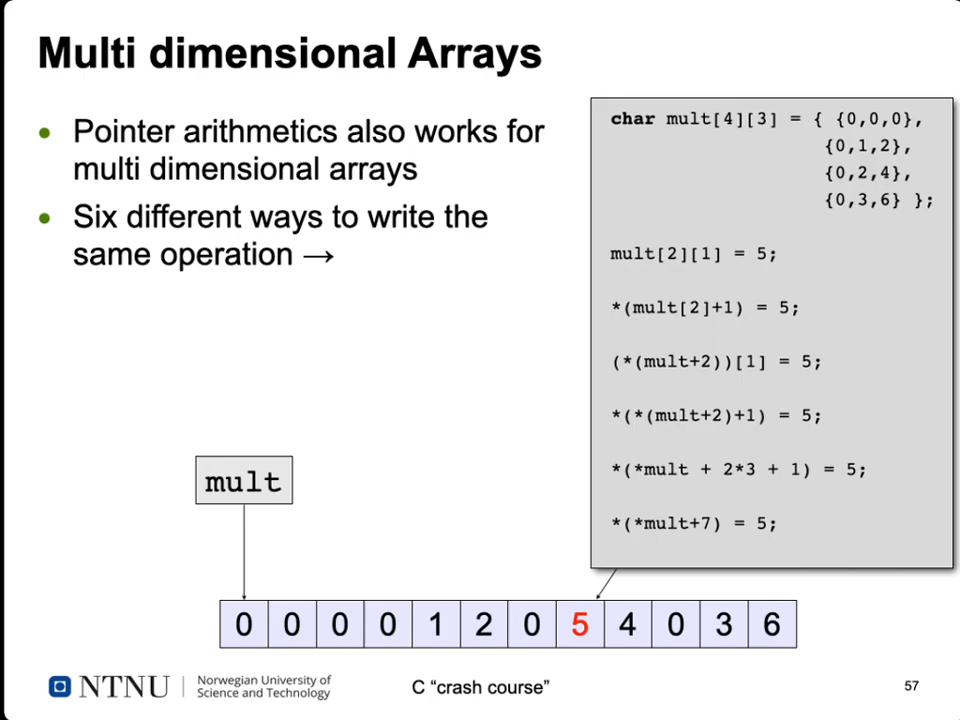 Multi dimensional Arrays
• Pointer arithmetics also works for
multi dimensional arrays
• Six different ways to write the
same operation →
char mult[4][3] = { {0,0,0},
{0,1,2},
{0,2,4},
{0,3,6} };
mult[2][1] = 5;
*(mult[2]+1) = 5;
(*(mult+2))[1] = 5;
*(*(mult+2)+1) = 5;
*(*mult + 2*3 + 1) = 5;
*(*mult+7) = 5;
mult
0 0 0 0 1 2 0 5 4 0 3 6
NTNU
Norwegian University of
Science and Technology
C “crash course”
57